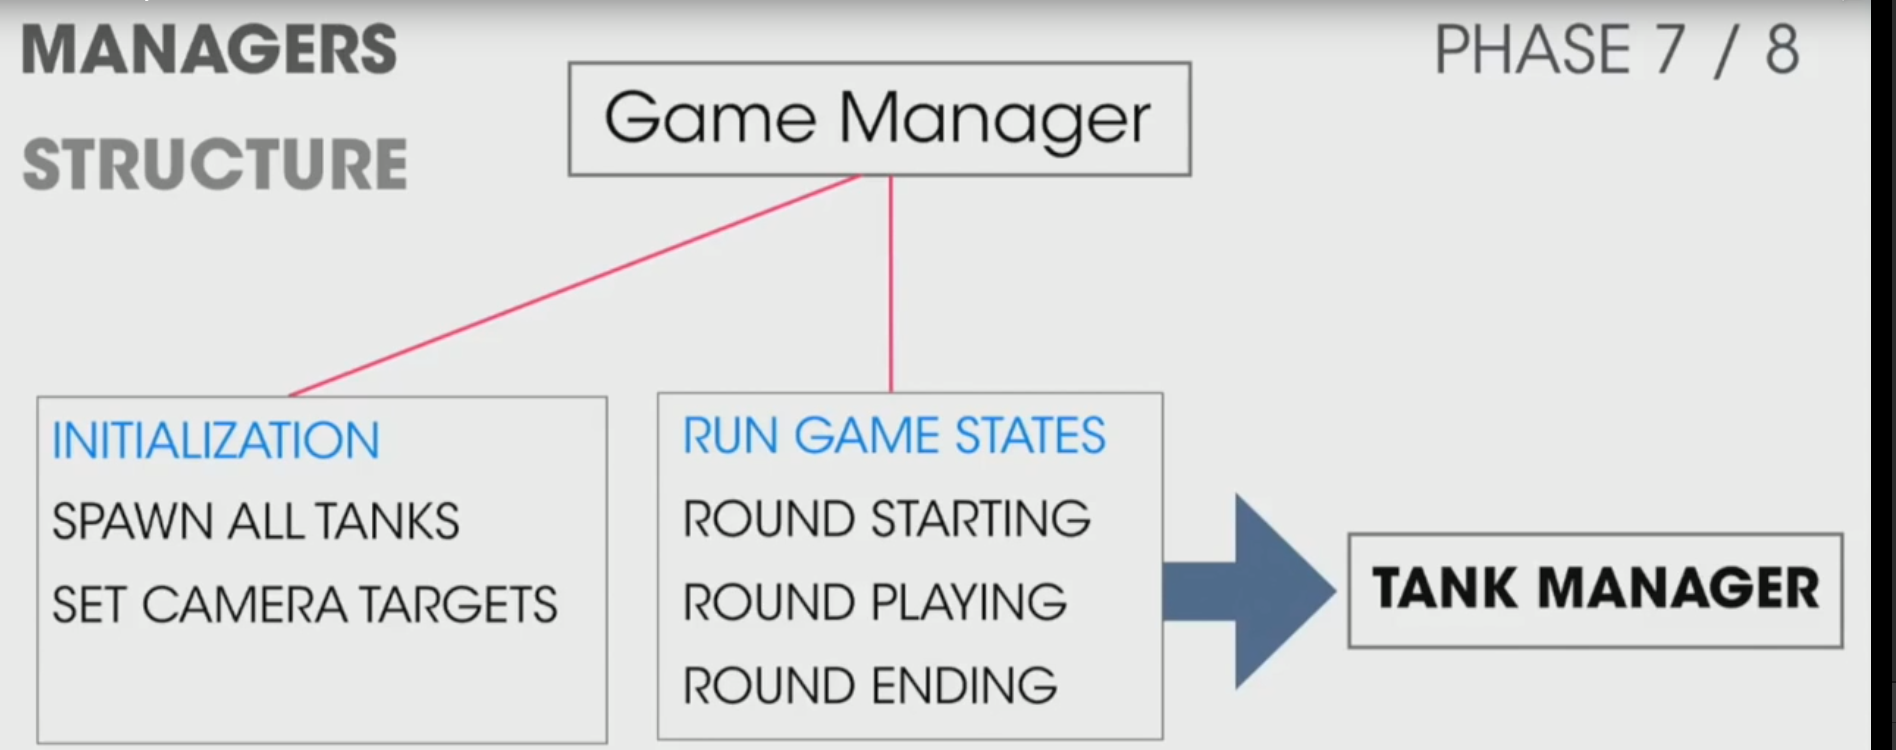 MANAGERS
STRUCTURE
PHASE 7 / 8
Game Manager
INITIALIZATION
SPAWN ALL TANKS
SET CAMERA TARGETS
RUN GAME STATES
ROUND STARTING
ROUND PLAYING
ROUND ENDING
TANK MANAGER